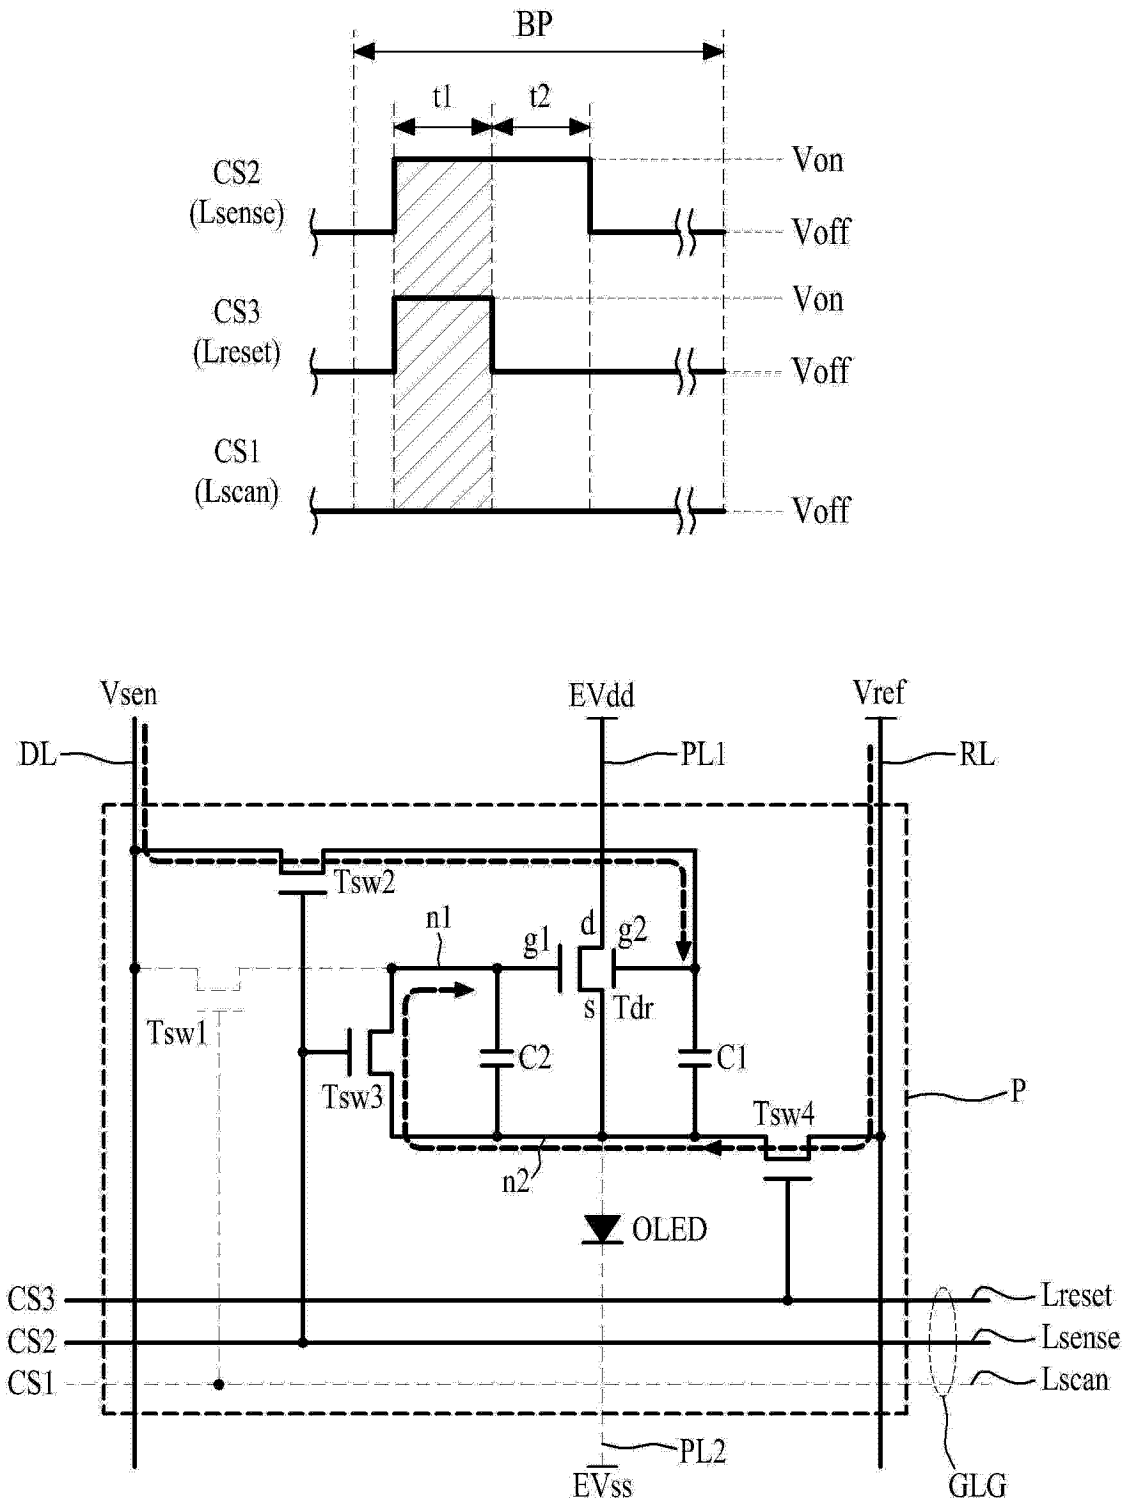 BP
t1 t2
CS2
(Lsense)
Von
Voff
CS3
(Lreset)
Von
Voff
CS1
(Lscan)
Voff
Vsen EVdd Vref
DL PL1 RL
Tsw2
n1 g1 d g2
Tsw1 s Tdr
C2 C1
Tsw3 Tsw4 P
n2
OLED
CS3 Lreset
CS2 Lsense
CS1 Lscan
PL2
EVss GLG